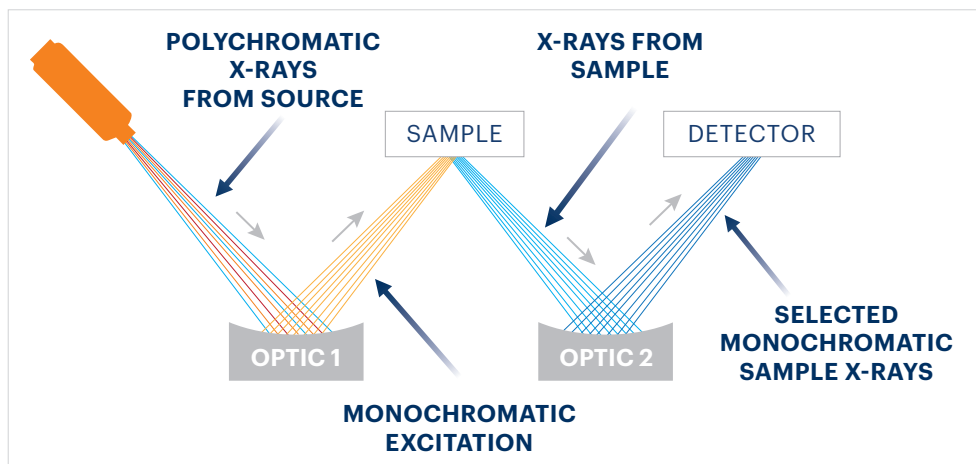 POLYCHROMATIC
X-RAYS
FROM SOURCE
X-RAYS FROM
SAMPLE
SAMPLE
DETECTOR
OPTIC 1
OPTIC 2
MONOCHROMATIC
EXCITATION
SELECTED
MONOCHROMATIC
SAMPLE X-RAYS